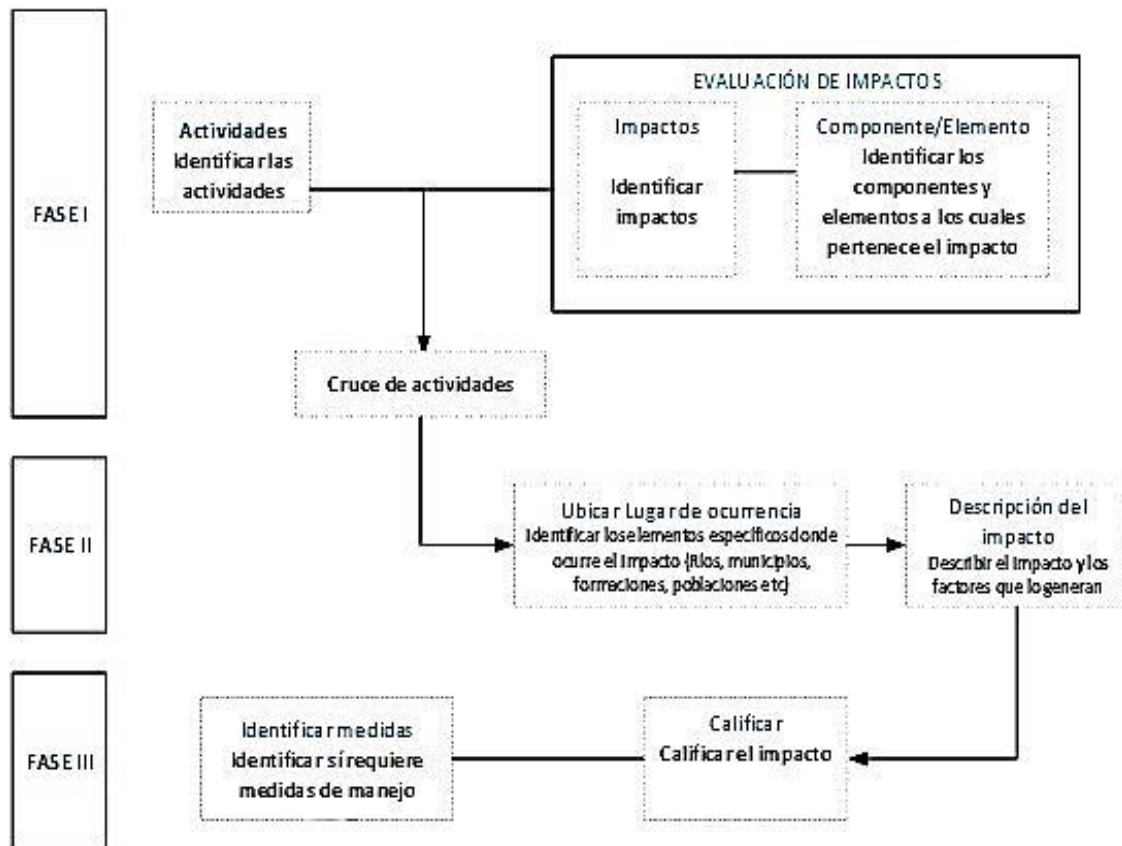 FASE I
Actividades
Identificar las
actividades
EVALUACIÓN DE IMPACTOS
Impactos
Identificar
impactos
Componente/Elemento
Identificar los
componentes y
elementos a los cuales
pertenece el impacto
Cruce de actividades
FASE II
Ubicar Lugar de ocurrencia
Identificar los elementos específicos donde
ocurre el impacto (Ríos, municipios,
formaciones, poblaciones etc)
Descripción del
impacto
Describir el impacto y los
factores que lo generan
FASE III
Identificar medidas
Identificar sí requiere
medidas de manejo
Calificar
Calificar el impacto